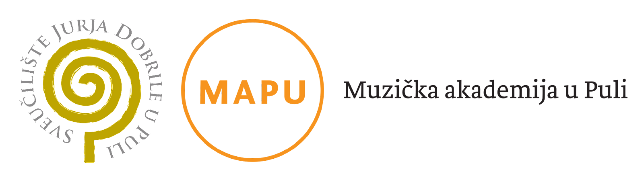 SVEUČILIŠTE JURJA DOBRILE U PULI
MAPU
Muzička akademija u Puli